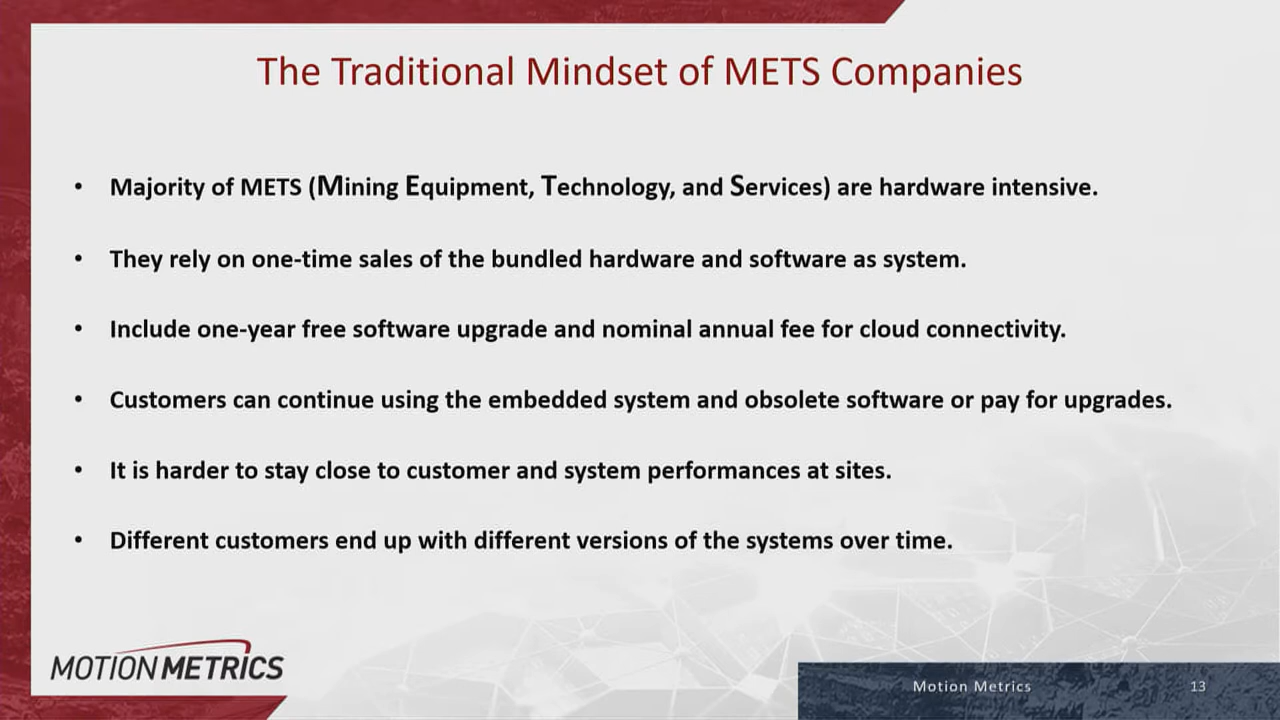 The Traditional Mindset of METS Companies
• Majority of METS (Mining Equipment, Technology, and Services) are hardware intensive.
• They rely on one-time sales of the bundled hardware and software as system.
• Include one-year free software upgrade and nominal annual fee for cloud connectivity.
• Customers can continue using the embedded system and obsolete software or pay for upgrades.
• It is harder to stay close to customer and system performances at sites.
• Different customers end up with different versions of the systems over time.
MOTION METRICS
Motion Metrics 13